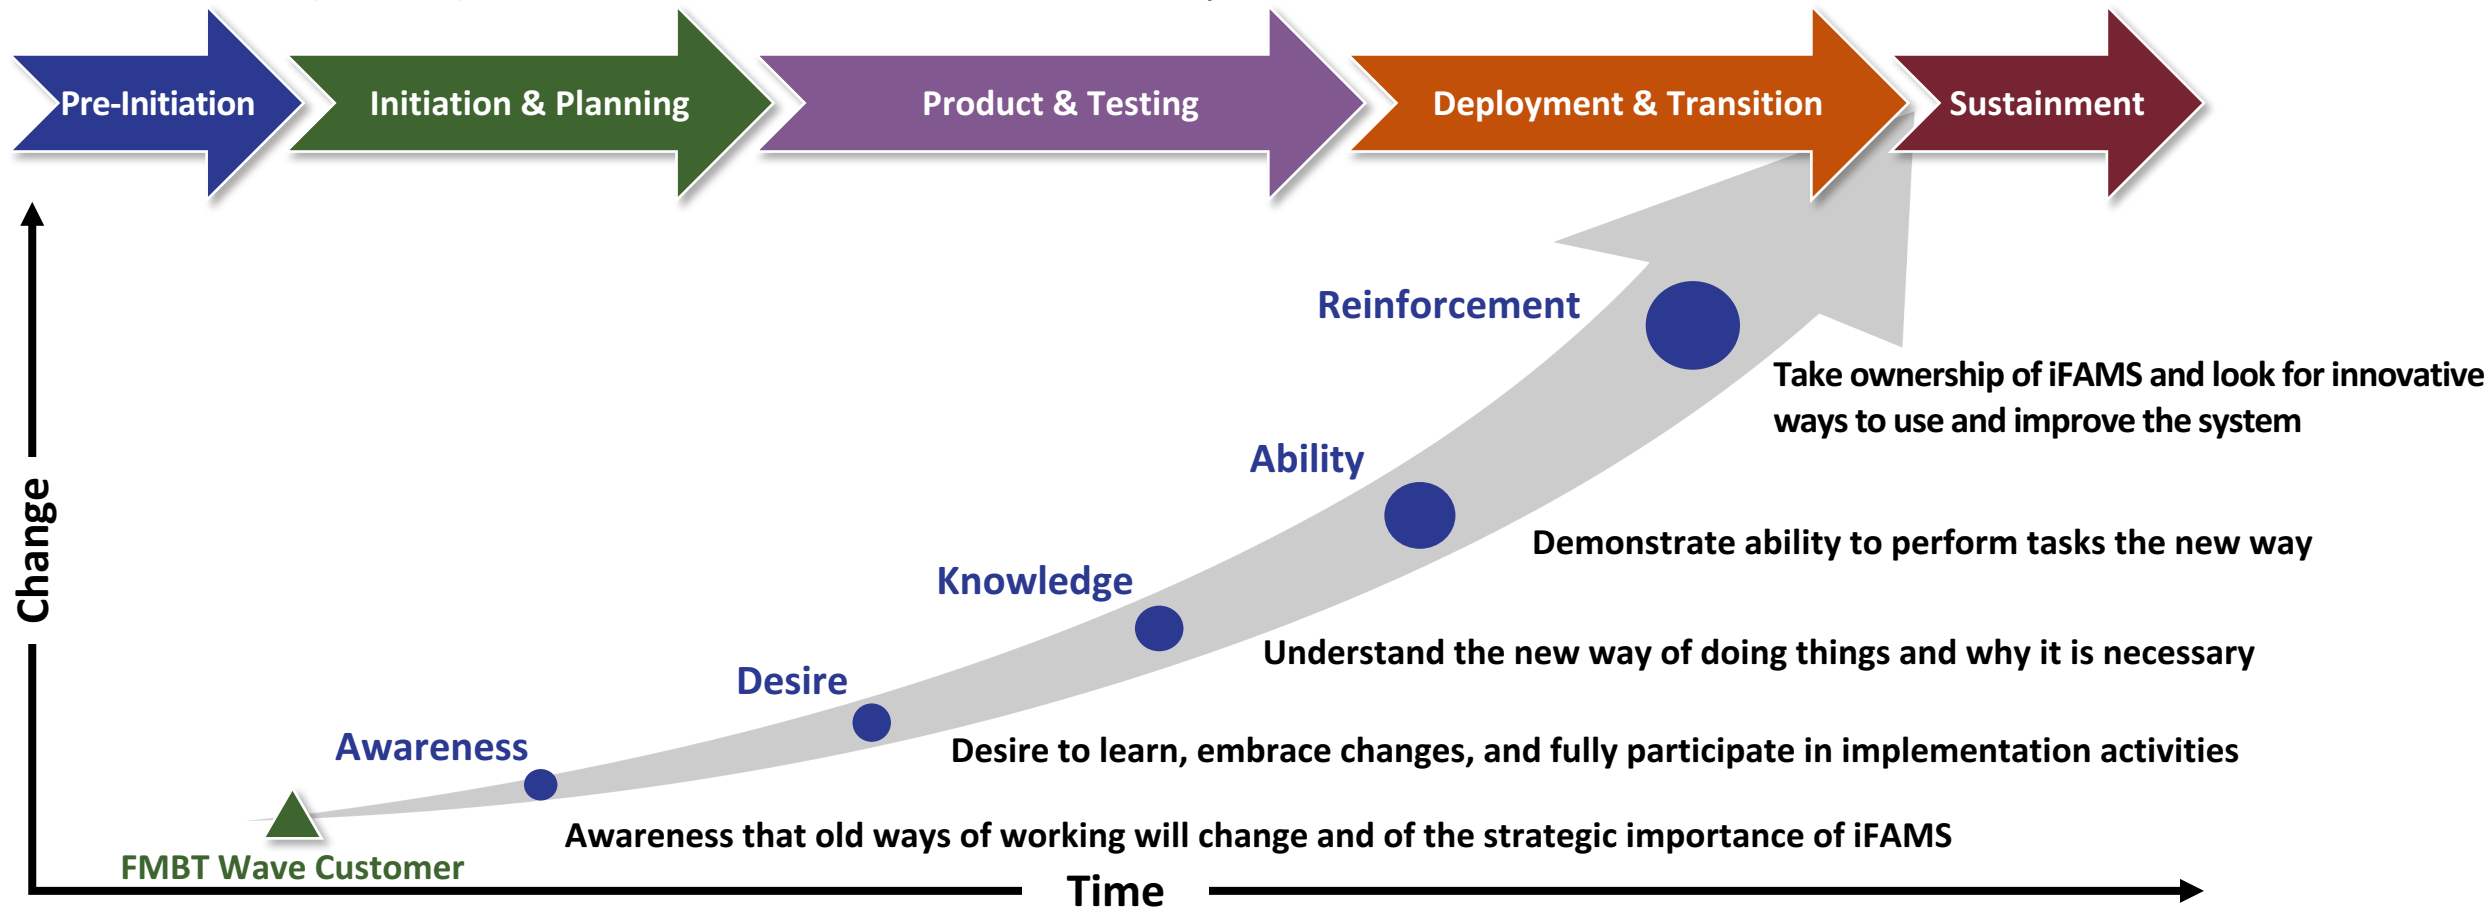 Pre-Initiation
Initiation & Planning
Product & Testing
Deployment & Transition
Sustainment
Change
Reinforcement
Take ownership of iFAMS and look for innovative
ways to use and improve the system
Ability
Demonstrate ability to perform tasks the new way
Knowledge
Understand the new way of doing things and why it is necessary
Desire
Desire to learn, embrace changes, and fully participate in implementation activities
Awareness
Awareness that old ways of working will change and of the strategic importance of iFAMS
FMBT Wave Customer
Time